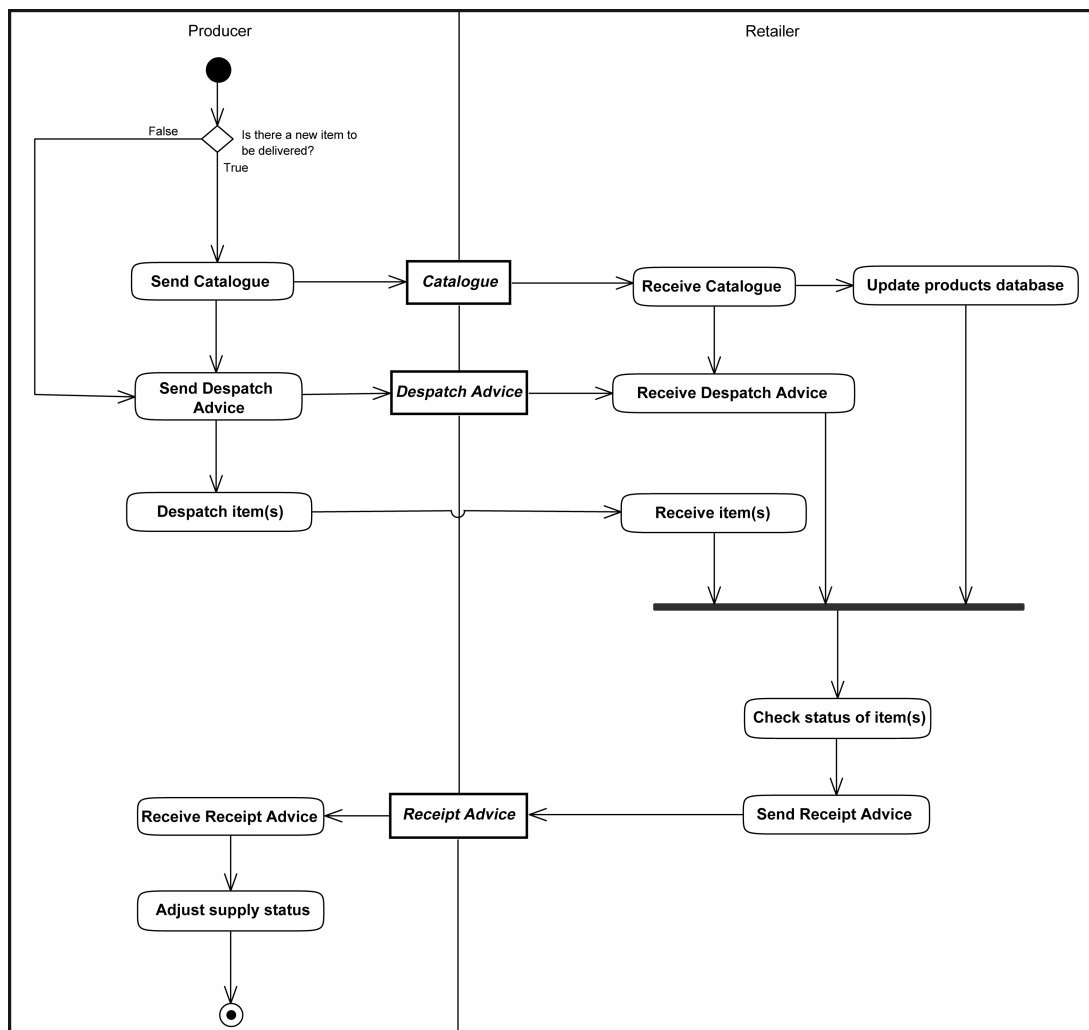 Producer
Retailer
False
Is there a new item to
be delivered?
True
Send Catalogue
Catalogue
Receive Catalogue
Update products database
Send Despatch
Advice
Despatch Advice
Receive Despatch Advice
Despatch item(s)
Receive item(s)
Check status of item(s)
Receive Receipt Advice
Receipt Advice
Send Receipt Advice
Adjust supply status